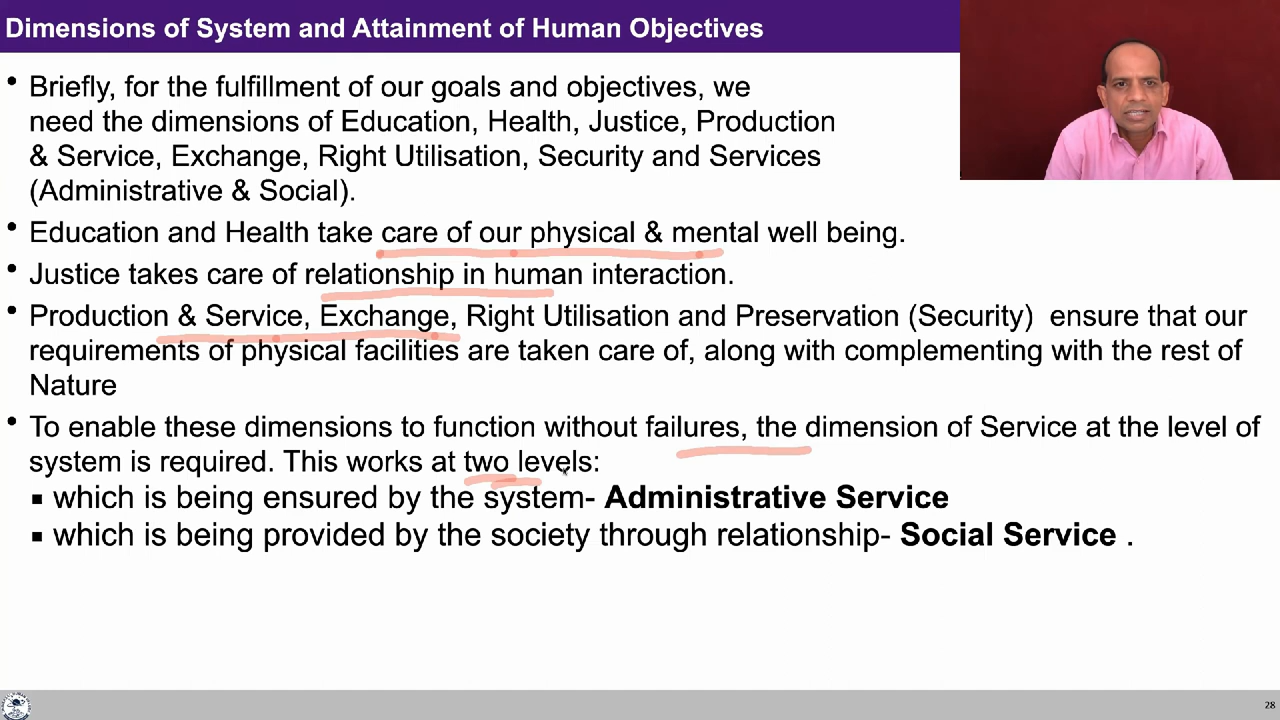 Dimensions of System and Attainment of Human Objectives
• Briefly, for the fulfillment of our goals and objectives, we
need the dimensions of Education, Health, Justice, Production
& Service, Exchange, Right Utilisation, Security and Services
(Administrative & Social).
• Education and Health take care of our physical & mental well being.
• Justice takes care of relationship in human interaction.
• Production & Service, Exchange, Right Utilisation and Preservation (Security) ensure that our
requirements of physical facilities are taken care of, along with complementing with the rest of
Nature
• To enable these dimensions to function without failures, the dimension of Service at the level of
system is required. This works at two levels:
▪ which is being ensured by the system- Administrative Service
▪ which is being provided by the society through relationship- Social Service .
28